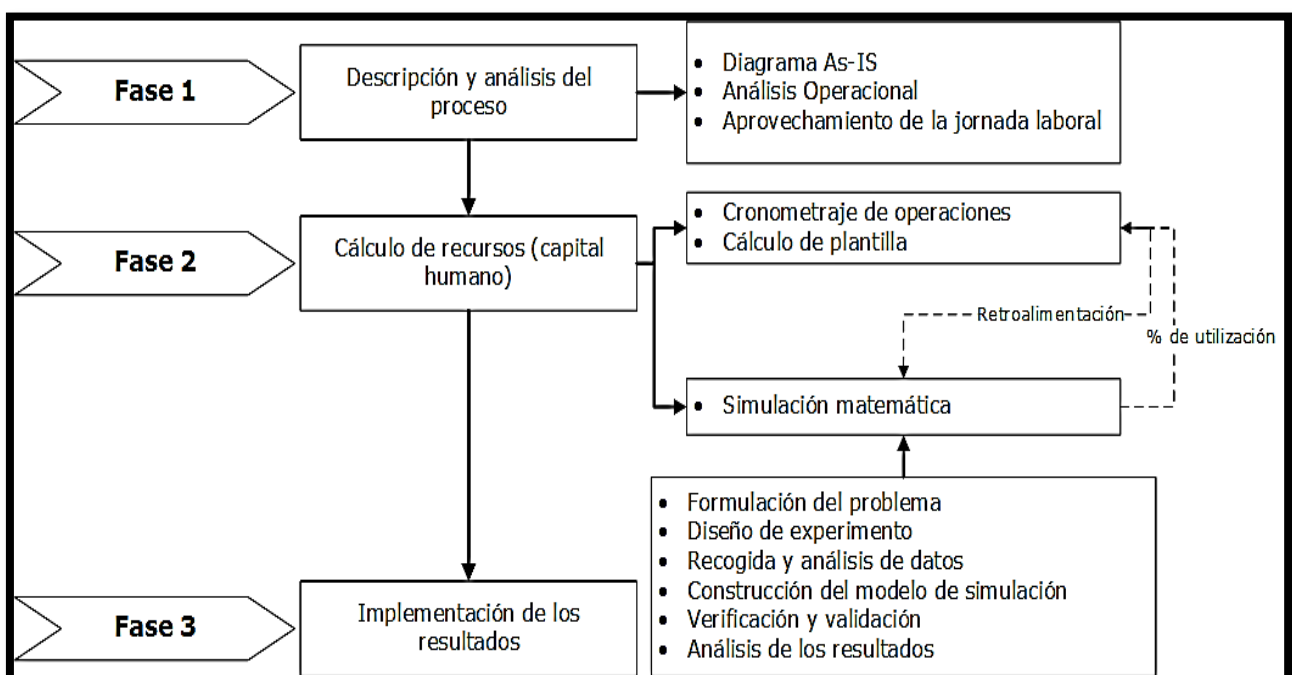 Fase 1
Descripción y análisis del
proceso
• Diagrama As-IS
• Análisis Operacional
• Aprovechamiento de la jornada laboral
Fase 2
Cálculo de recursos (capital
humano)
• Cronometraje de operaciones
• Cálculo de plantilla
Retroalimentación
% de utilización
• Simulación matemática
• Formulación del problema
• Diseño de experimento
• Recogida y análisis de datos
• Construcción del modelo de simulación
• Verificación y validación
• Análisis de los resultados
Fase 3
Implementación de los
resultados